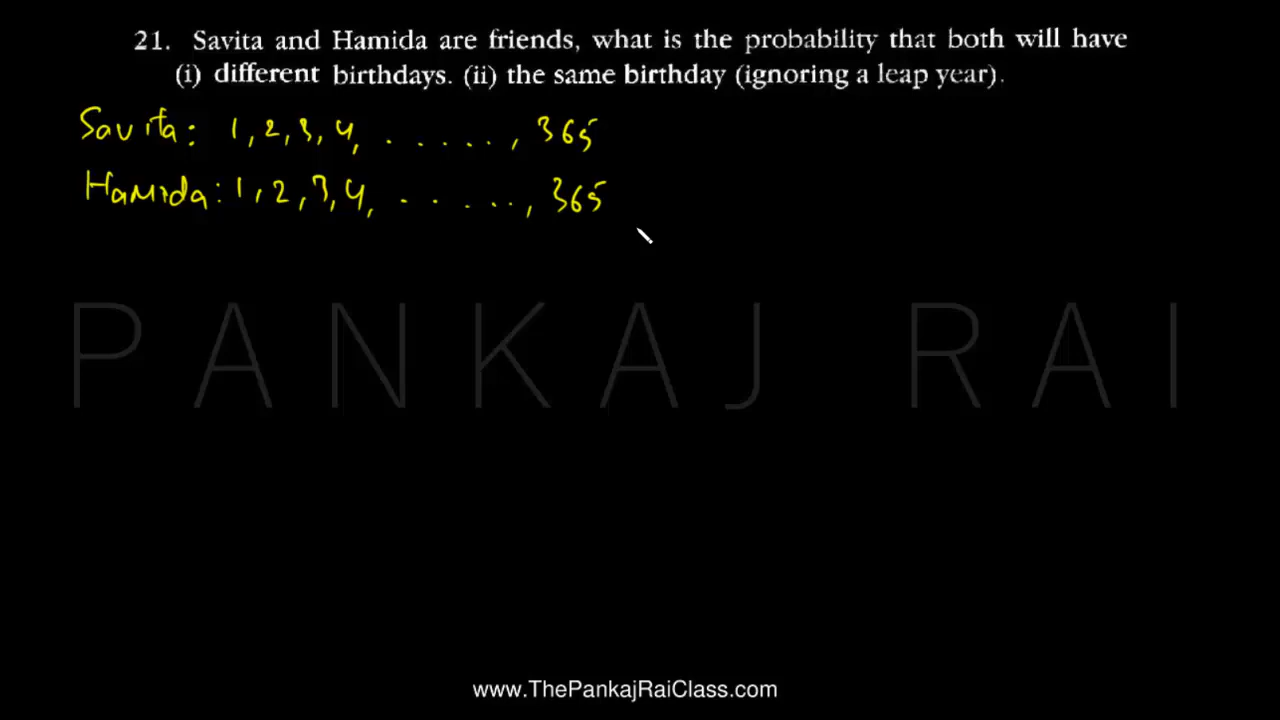 21. Savita and Hamida are friends, what is the probability that both will have
(i) different birthdays. (ii) the same birthday (ignoring a leap year).
Savita: 1, 2, 3, 4, . . . . . ., 365
Hamida: 1, 2, 3, 4, . . . . . ., 365
PANKAJ RAI
www.ThePankajRaiClass.com